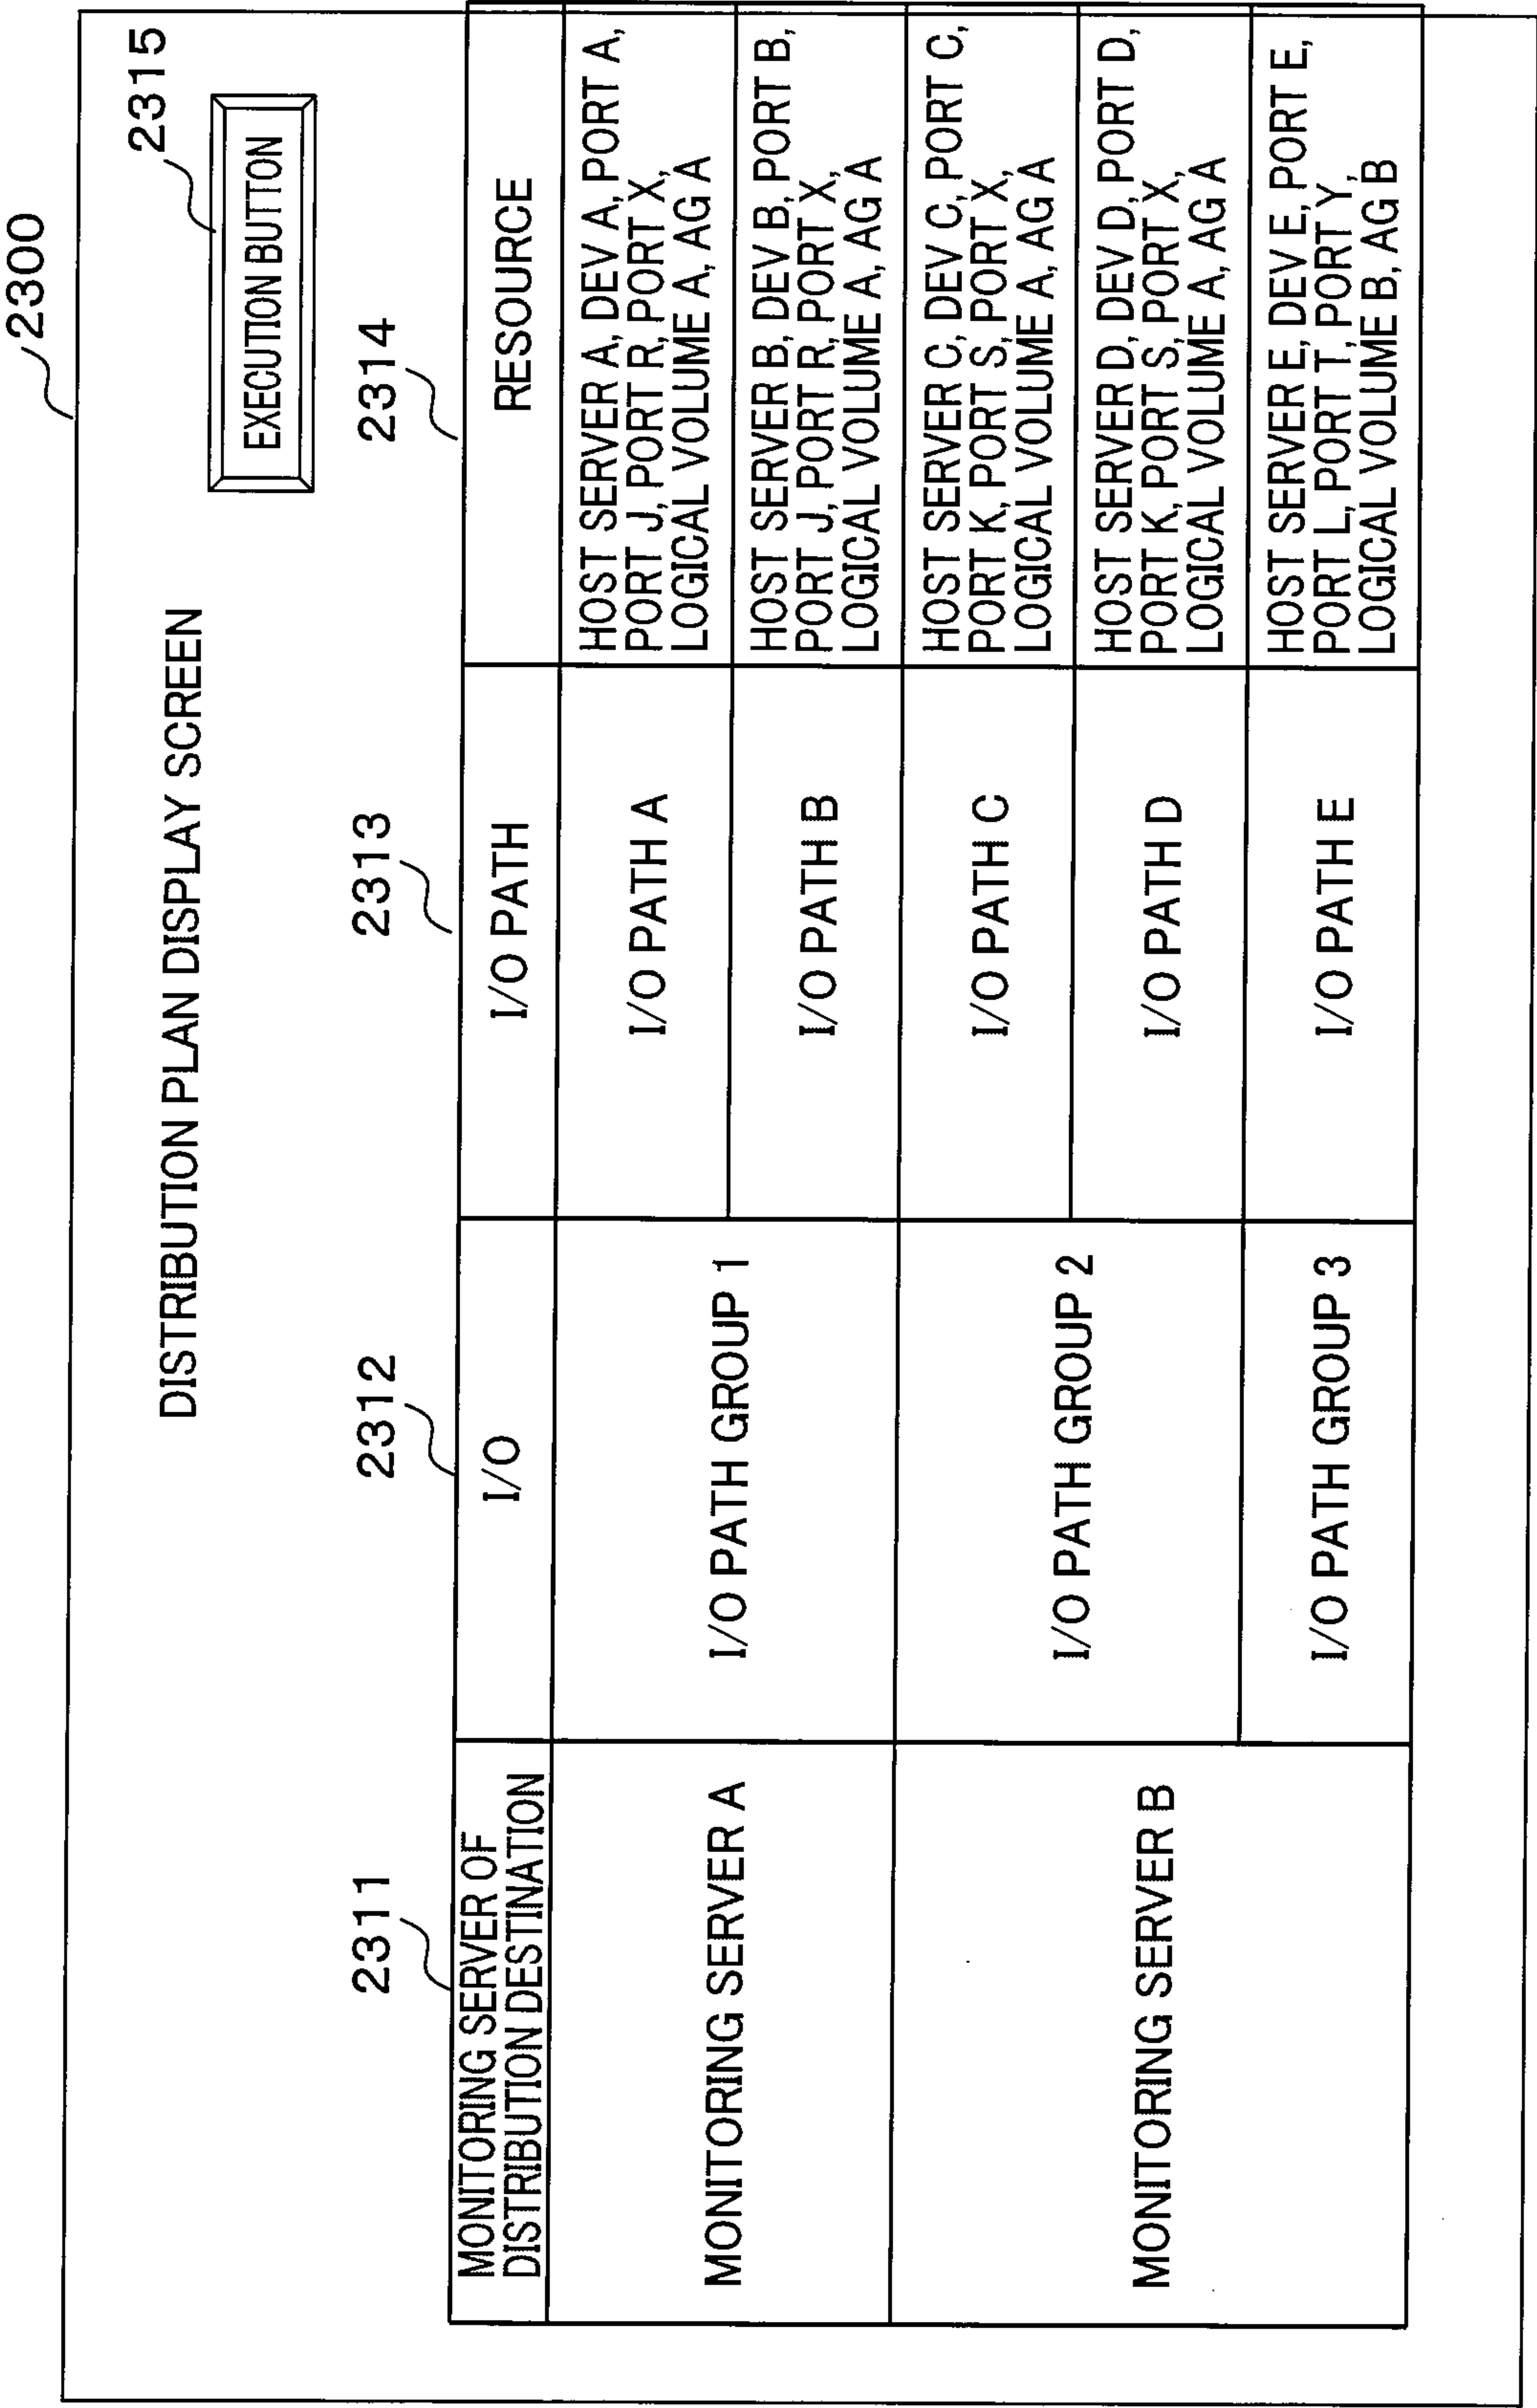 2300
DISTRIBUTION PLAN DISPLAY SCREEN
2315
EXECUTION BUTTON
2311
2312
2313
2314
MONITORING SERVER OF
DISTRIBUTION DESTINATION
I/O
I/O PATH
RESOURCE
MONITORING SERVER A
I/O PATH GROUP 1
I/O PATH A
HOST SERVER A, DEV A, PORT A,
PORT J, PORT R, PORT X,
LOGICAL VOLUME A, AG A
I/O PATH B
HOST SERVER B, DEV B, PORT B,
PORT J, PORT R, PORT X,
LOGICAL VOLUME A, AG A
MONITORING SERVER B
I/O PATH GROUP 2
I/O PATH C
HOST SERVER C, DEV C, PORT C,
PORT K, PORT S, PORT X,
LOGICAL VOLUME A, AG A
I/O PATH D
HOST SERVER D, DEV D, PORT D,
PORT K, PORT S, PORT X,
LOGICAL VOLUME A, AG A
I/O PATH GROUP 3
I/O PATH E
HOST SERVER E, DEV E, PORT E,
PORT L, PORT T, PORT Y,
LOGICAL VOLUME B, AG B